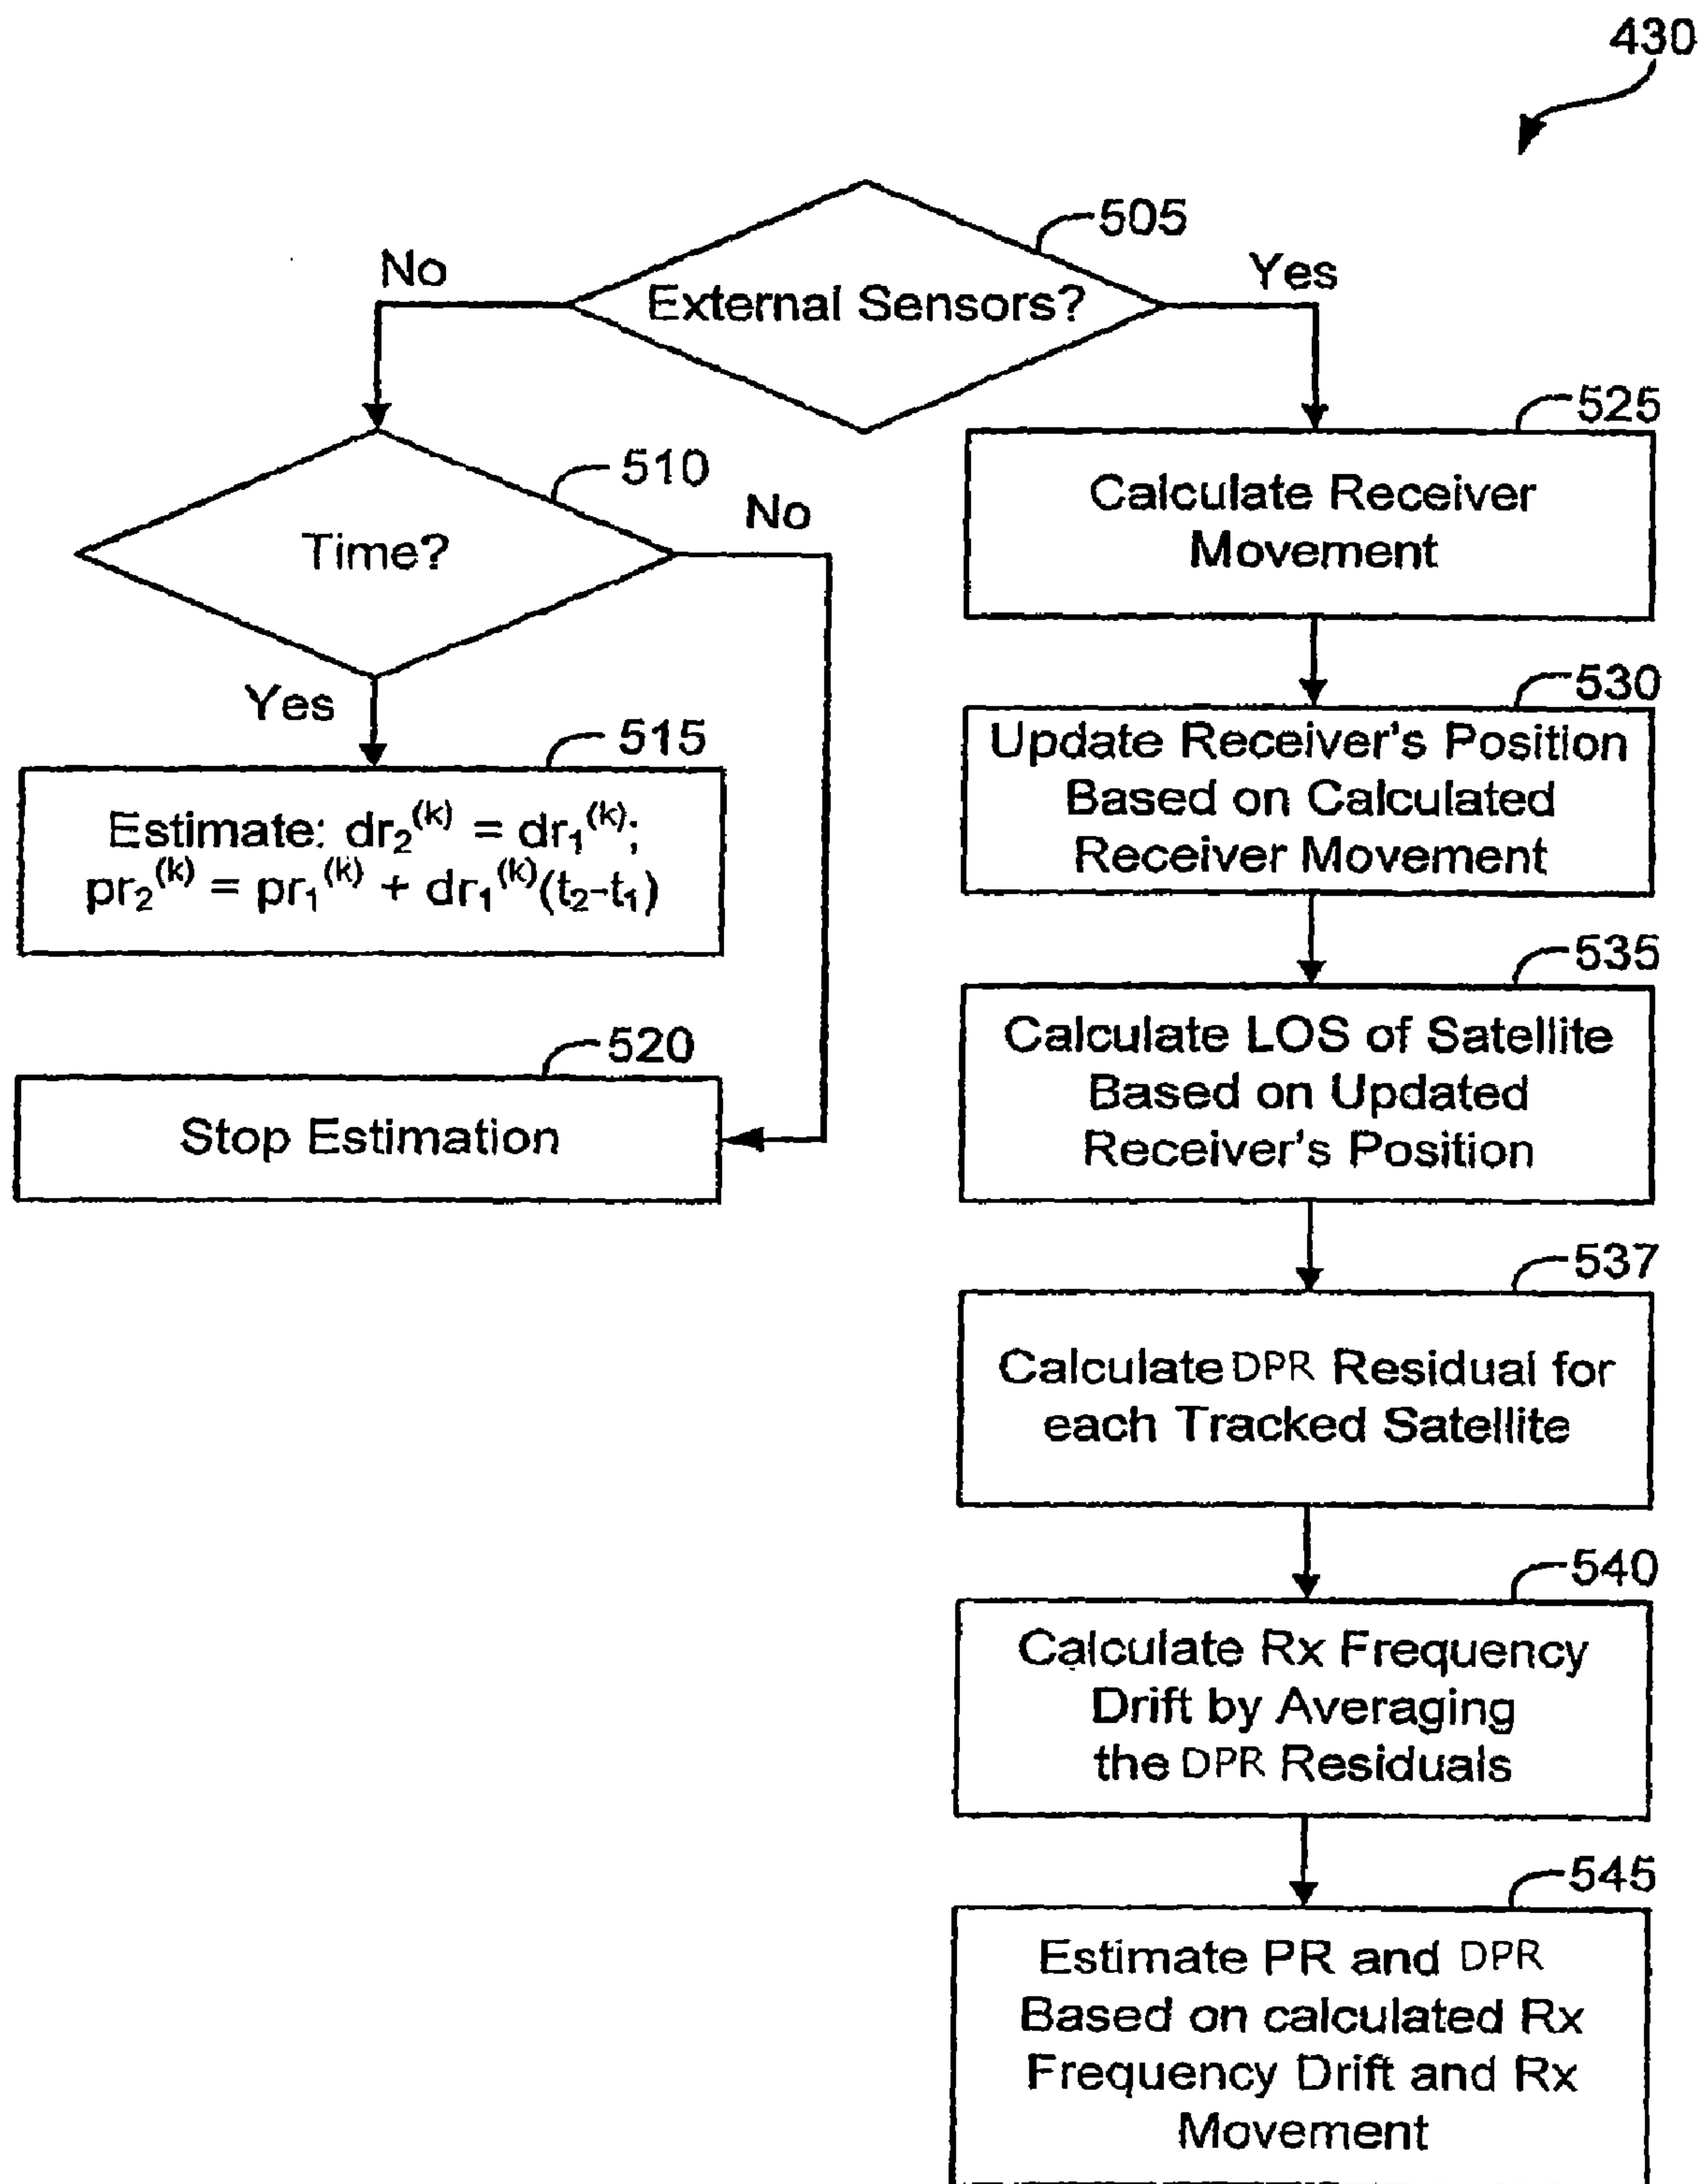 430
505
No
External Sensors?
Yes
510
Time?
No
Yes
515
Estimate: dr₂⁽ᵏ⁾ = dr₁⁽ᵏ⁾;
pr₂⁽ᵏ⁾ = pr₁⁽ᵏ⁾ + dr₁⁽ᵏ⁾(t₂-t₁)
520
Stop Estimation
525
Calculate Receiver
Movement
530
Update Receiver's Position
Based on Calculated
Receiver Movement
535
Calculate LOS of Satellite
Based on Updated
Receiver's Position
537
Calculate DPR Residual for
each Tracked Satellite
540
Calculate Rx Frequency
Drift by Averaging
the DPR Residuals
545
Estimate PR and DPR
Based on calculated Rx
Frequency Drift and Rx
Movement